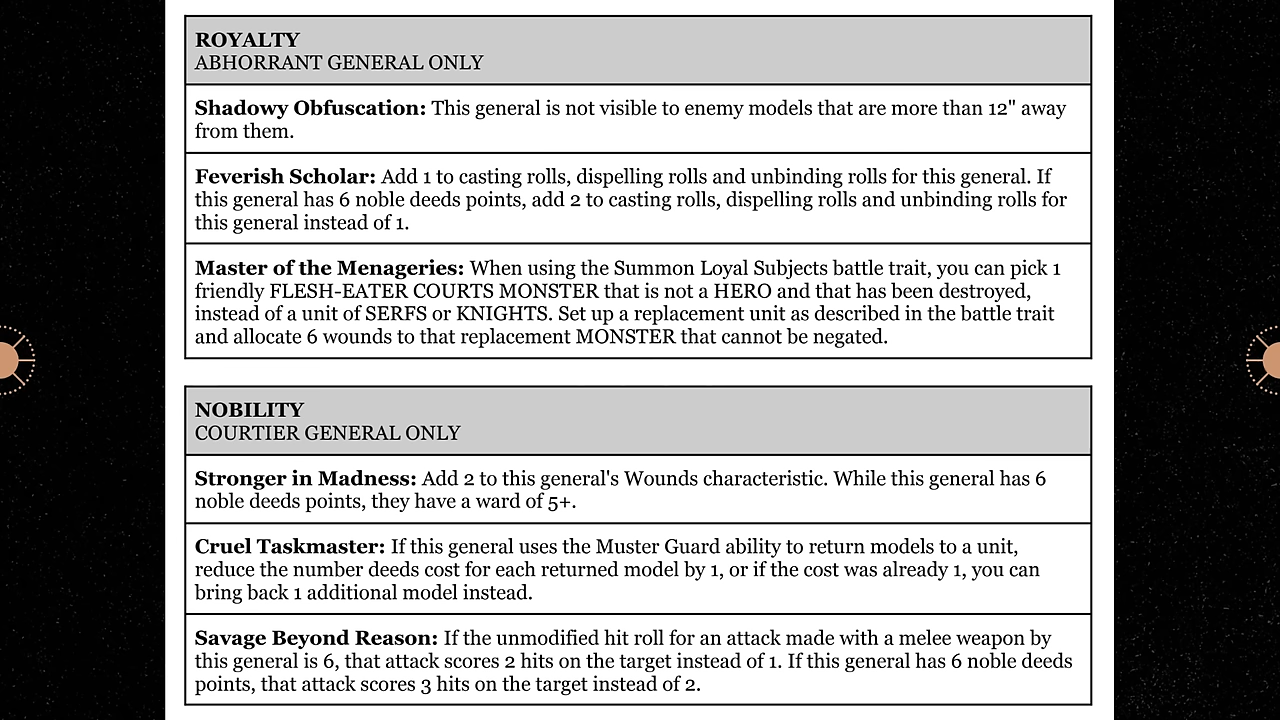 ROYALTY
ABHORRANT GENERAL ONLY
Shadowy Obfuscation: This general is not visible to enemy models that are more than 12" away
from them.
Feverish Scholar: Add 1 to casting rolls, dispelling rolls and unbinding rolls for this general. If
this general has 6 noble deeds points, add 2 to casting rolls, dispelling rolls and unbinding rolls for
this general instead of 1.
Master of the Menageries: When using the Summon Loyal Subjects battle trait, you can pick 1
friendly FLESH-EATER COURTS MONSTER that is not a HERO and that has been destroyed,
instead of a unit of SERFS or KNIGHTS. Set up a replacement unit as described in the battle trait
and allocate 6 wounds to that replacement MONSTER that cannot be negated.
NOBILITY
COURTIER GENERAL ONLY
Stronger in Madness: Add 2 to this general's Wounds characteristic. While this general has 6
noble deeds points, they have a ward of 5+.
Cruel Taskmaster: If this general uses the Muster Guard ability to return models to a unit,
reduce the number deeds cost for each returned model by 1, or if the cost was already 1, you can
bring back 1 additional model instead.
Savage Beyond Reason: If the unmodified hit roll for an attack made with a melee weapon by
this general is 6, that attack scores 2 hits on the target instead of 1. If this general has 6 noble deeds
points, that attack scores 3 hits on the target instead of 2.